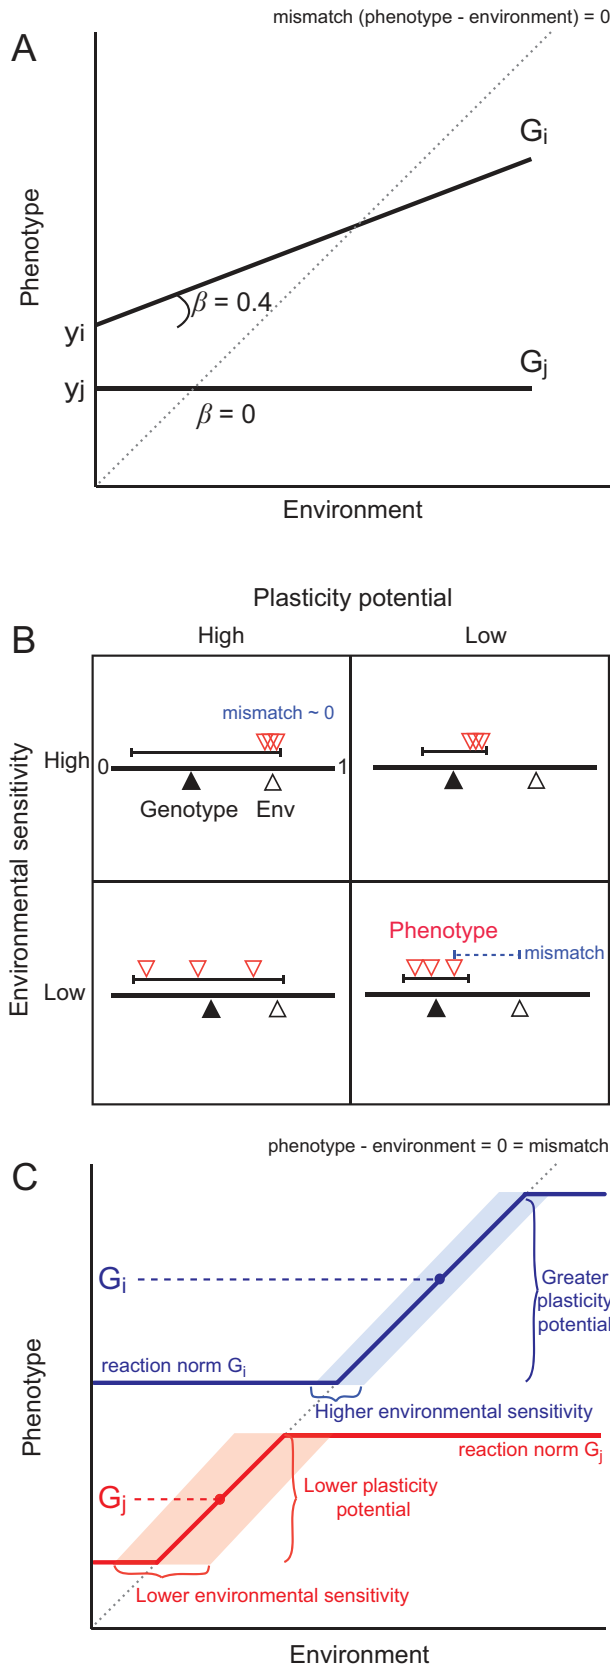 mismatch (phenotype - environment) = 0
A
Gi
Phenotype
β = 0.4
yi
Gj
yj
β = 0
Environment
Plasticity potential
B
High
Low
Environmental sensitivity
mismatch ~ 0
High
0
1
Genotype
Env
Phenotype
mismatch
Low
phenotype - environment = 0 = mismatch
C
Gi
Greater
plasticity
potential
reaction norm Gi
Phenotype
Higher environmental sensitivity
reaction norm Gj
Gj
Lower plasticity
potential
Lower environmental sensitivity
Environment